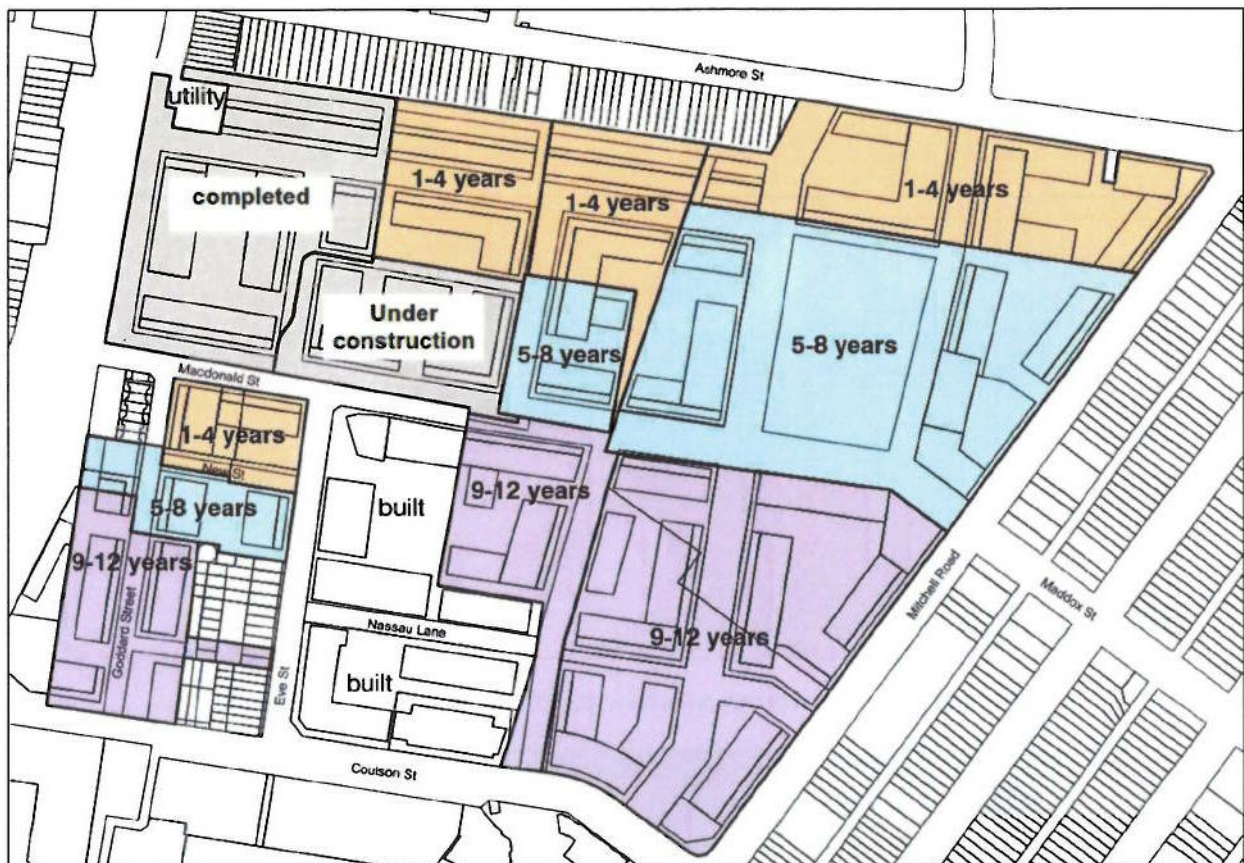 Ashmore St
utility
completed
1-4 years
1-4 years
1-4 years
Under
construction
5-8 years
5-8 years
Macdonald St
1-4 years
New St
5-8 years
built
9-12 years
9-12 years
Goddard Street
Nassau Lane
9-12 years
Mitchell Road
Maddox St
built
Eve St
Coulson St